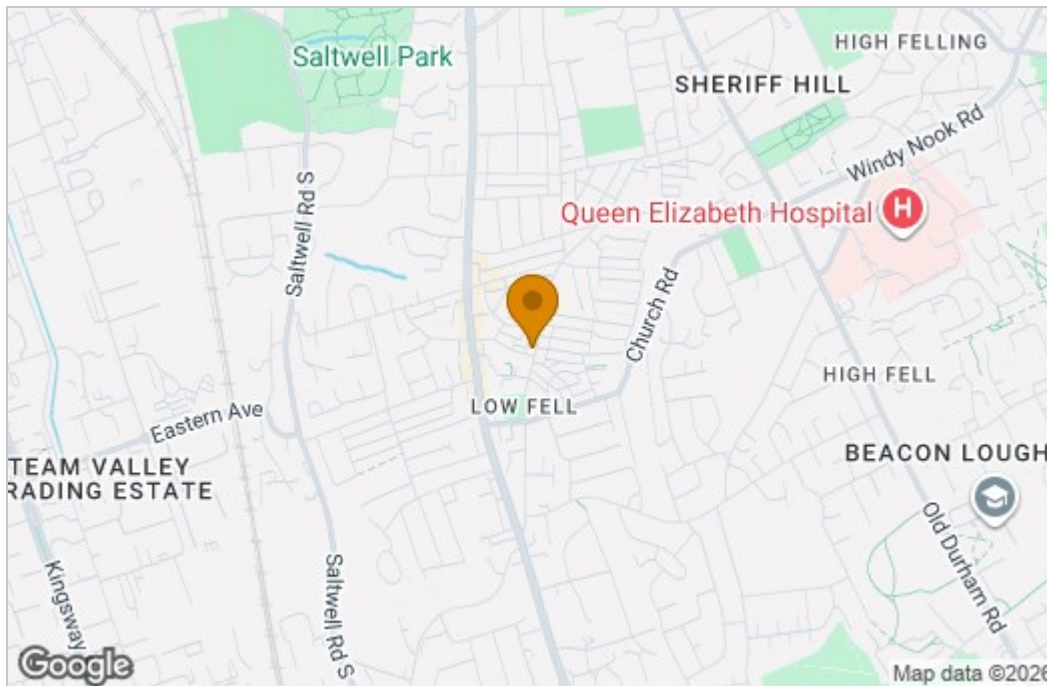 HIGH FELLING
Saltwell Park
SHERIFF HILL
Windy Nook Rd
Queen Elizabeth Hospital
H
Saltwell Rd S
Church Rd
HIGH FELL
LOW FELL
Eastern Ave
BEACON LOUGH
TEAM VALLEY
RADING ESTATE
Old Durham Rd
Kingsway
Saltwell Rd S
Google
Map data ©2026